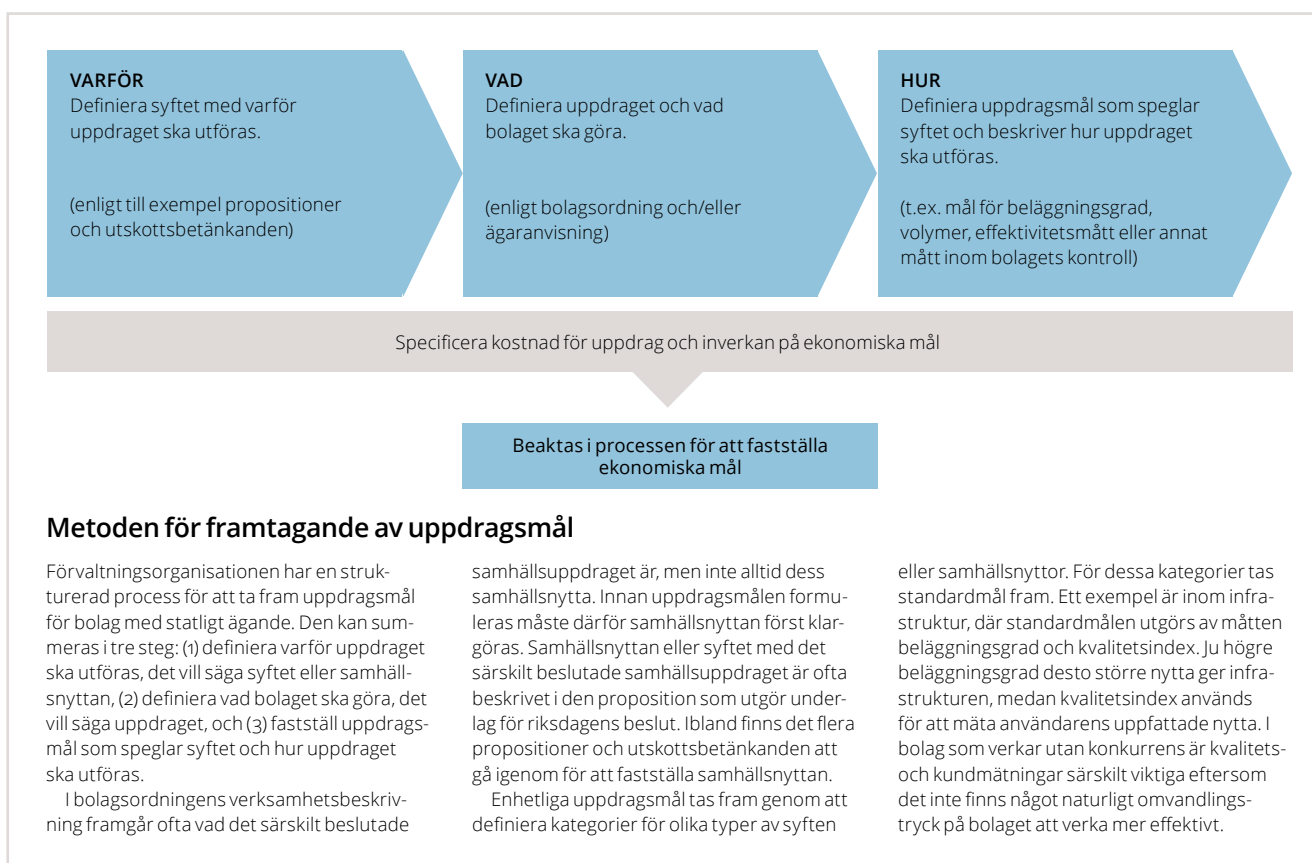 VARFÖR
Definiera syftet med varför
uppdraget ska utföras.
(enligt till exempel propositioner
och utskottsbetänkanden)
VAD
Definiera uppdraget och vad
bolaget ska göra.
(enligt bolagsordning och/eller
ägaranvisning)
HUR
Definiera uppdragsmål som speglar
syftet och beskriver hur uppdraget
ska utföras.
(t.ex. mål för beläggningsgrad,
volymer, effektivitetsmått eller annat
mått inom bolagets kontroll)
Specificera kostnad för uppdrag och inverkan på ekonomiska mål
Beaktas i processen för att fastställa
ekonomiska mål
Metoden för framtagande av uppdragsmål
Förvaltningsorganisationen har en struk-
turerad process för att ta fram uppdragsmål
för bolag med statligt ägande. Den kan sum-
meras i tre steg: (1) definiera varför uppdraget
ska utföras, det vill säga syftet eller samhäll-
snyttan, (2) definiera vad bolaget ska göra, det
vill säga uppdraget, och (3) fastställ uppdrags-
mål som speglar syftet och hur uppdraget
ska utföras.
I bolagsordningens verksamhetsbeskriv-
ning framgår ofta vad det särskilt beslutade
samhällsuppdraget är, men inte alltid dess
samhällsnytta. Innan uppdragsmålen formu-
leras måste därför samhällsnyttan först klar-
göras. Samhällsnyttan eller syftet med det
särskilt beslutade samhällsuppdraget är ofta
beskrivet i den proposition som utgör under-
lag för riksdagens beslut. Ibland finns det flera
propositioner och utskottsbetänkanden att
gå igenom för att fastställa samhällsnyttan.
Enhetliga uppdragsmål tas fram genom att
definiera kategorier för olika typer av syften
eller samhällsnyttor. För dessa kategorier tas
standardmål fram. Ett exempel är inom infra-
struktur, där standardmålen utgörs av måtten
beläggningsgrad och kvalitetsindex. Ju högre
beläggningsgrad desto större nytta ger infra-
strukturen, medan kvalitetsindex används
för att mäta användarens uppfattade nytta. I
bolag som verkar utan konkurrens är kvalitets-
och kundmätningar särskilt viktiga eftersom
det inte finns något naturligt omvandlings-
tryck på bolaget att verka mer effektivt.